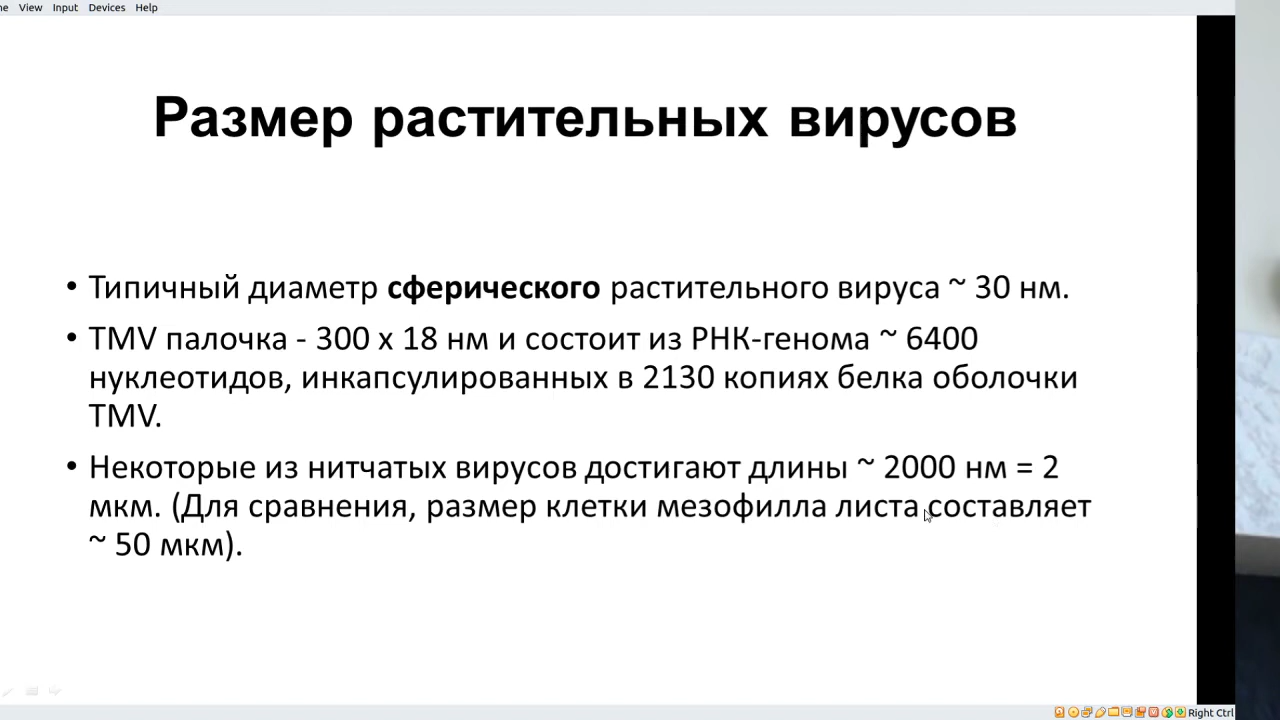 View Input Devices Help
Размер растительных вирусов
• Типичный диаметр сферического растительного вируса ~ 30 нм.
• TMV палочка - 300 х 18 нм и состоит из РНК-генома ~ 6400
нуклеотидов, инкапсулированных в 2130 копиях белка оболочки
TMV.
• Некоторые из нитчатых вирусов достигают длины ~ 2000 нм = 2
мкм. (Для сравнения, размер клетки мезофилла листа составляет
~ 50 мкм).
Right Ctrl